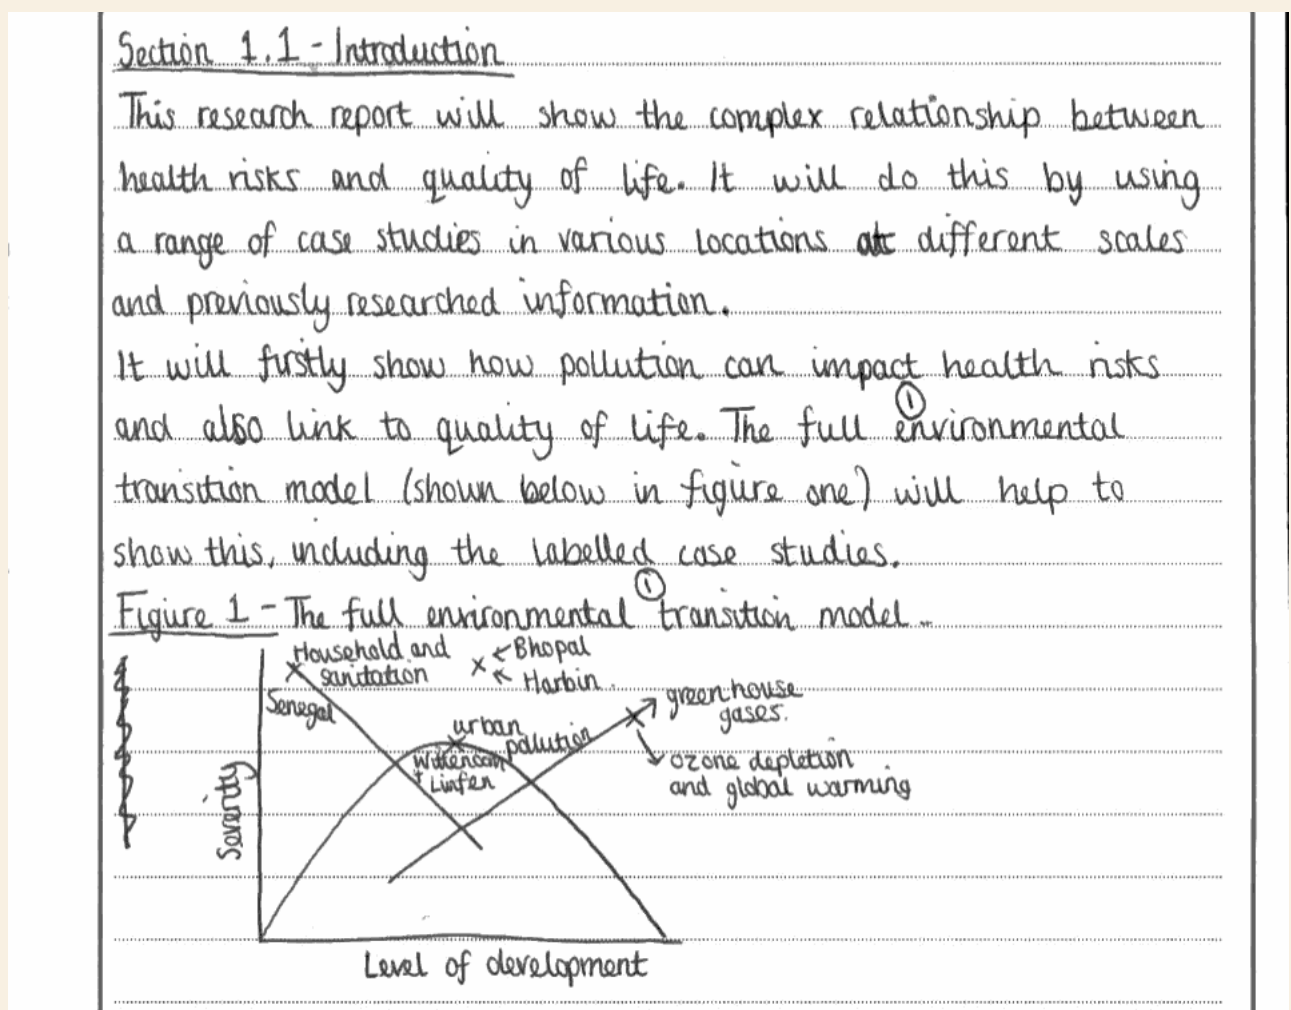 Section 1.1 - Introduction
This research report will show the complex relationship between
health risks and quality of life. It will do this by using
a range of case studies in various locations at different scales
and previously researched information.
It will firstly show how pollution can impact health risks
and also link to quality of life. The full ① environmental
transition model (shown below in figure one) will help to
show this, including the labelled case studies.
Figure 1 - The full environmental ① transition model.
Household and
sanitation
Senegal
Bhopal
Harbin.
urban
pollution
Linfen
greenhouse
gases.
ozone depletion
and global warming
Severity
Level of development